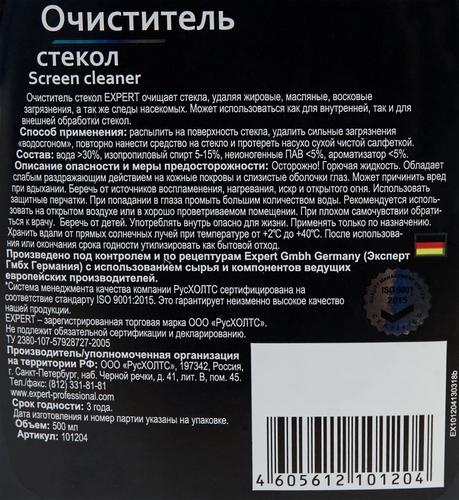 Очиститель
стекол
Screen cleaner
Очиститель стекол EXPERT очищает стекла, удаляя жировые, масляные, восковые
загрязнения, а так же следы насекомых. Может использоваться как для внутренней, так и для
внешней обработки стекол.
Способ применения: распылить на поверхность стекла, удалить сильные загрязнения
«водосгоном», повторно нанести средство на стекло и протереть насухо сухой чистой салфеткой.
Состав: вода >30%, изопропиловый спирт 5-15%, неионогенные ПАВ <5%, ароматизатор <5%.
Описание опасности и меры предосторожности: Осторожно! Горючая жидкость. Обладает
слабым раздражающим действием на кожные покровы и слизистые оболочки глаз. Может причинить вред
при вдыхании. Беречь от источников воспламенения, нагревания, искр и открытого огня. Использовать
защитные перчатки. При попадании в глаза промыть большим количеством воды. Рекомендуется использо-
вать на открытом воздухе или в хорошо проветриваемом помещении. При плохом самочувствии обрати-
ться к врачу. Беречь от детей. Употреблять внутрь опасно для жизни. Применять только по назначению.
Хранить вдали от прямых солнечных лучей при температуре от +2°С до +40°С. После использова-
ния или окончания срока годности утилизировать как бытовой отход.
Произведено под контролем и по рецептурам Expert Gmbh Germany (Эксперт
Гмбх Германия) с использованием сырья и компонентов ведущих
европейских производителей.
*Система менеджмента качества компании РусХОЛТС сертифицирована на
соответствие стандарту ISO 9001:2015. Это гарантирует неизменно высокое качество
нашей продукции.
EXPERT – зарегистрированная торговая марка ООО «РусХОЛТС».
Не подлежит обязательной сертификации и декларированию.
ТУ 2380-107-57928727-2005
Производитель/уполномоченная организация
на территории РФ: ООО «РусХОЛТС», 197342, Россия,
г. Санкт-Петербург, наб. Черной речки, д. 41, лит. В, пом. 45.
Тел./факс: (812) 331-81-81
www.expert-professional.com
Срок годности: 3 года.
Дата изготовления и номер партии указаны на упаковке.
Объем: 500 мл
Артикул: 101204
ISO 9001
2015
4 605612 101204
EX101204130318b